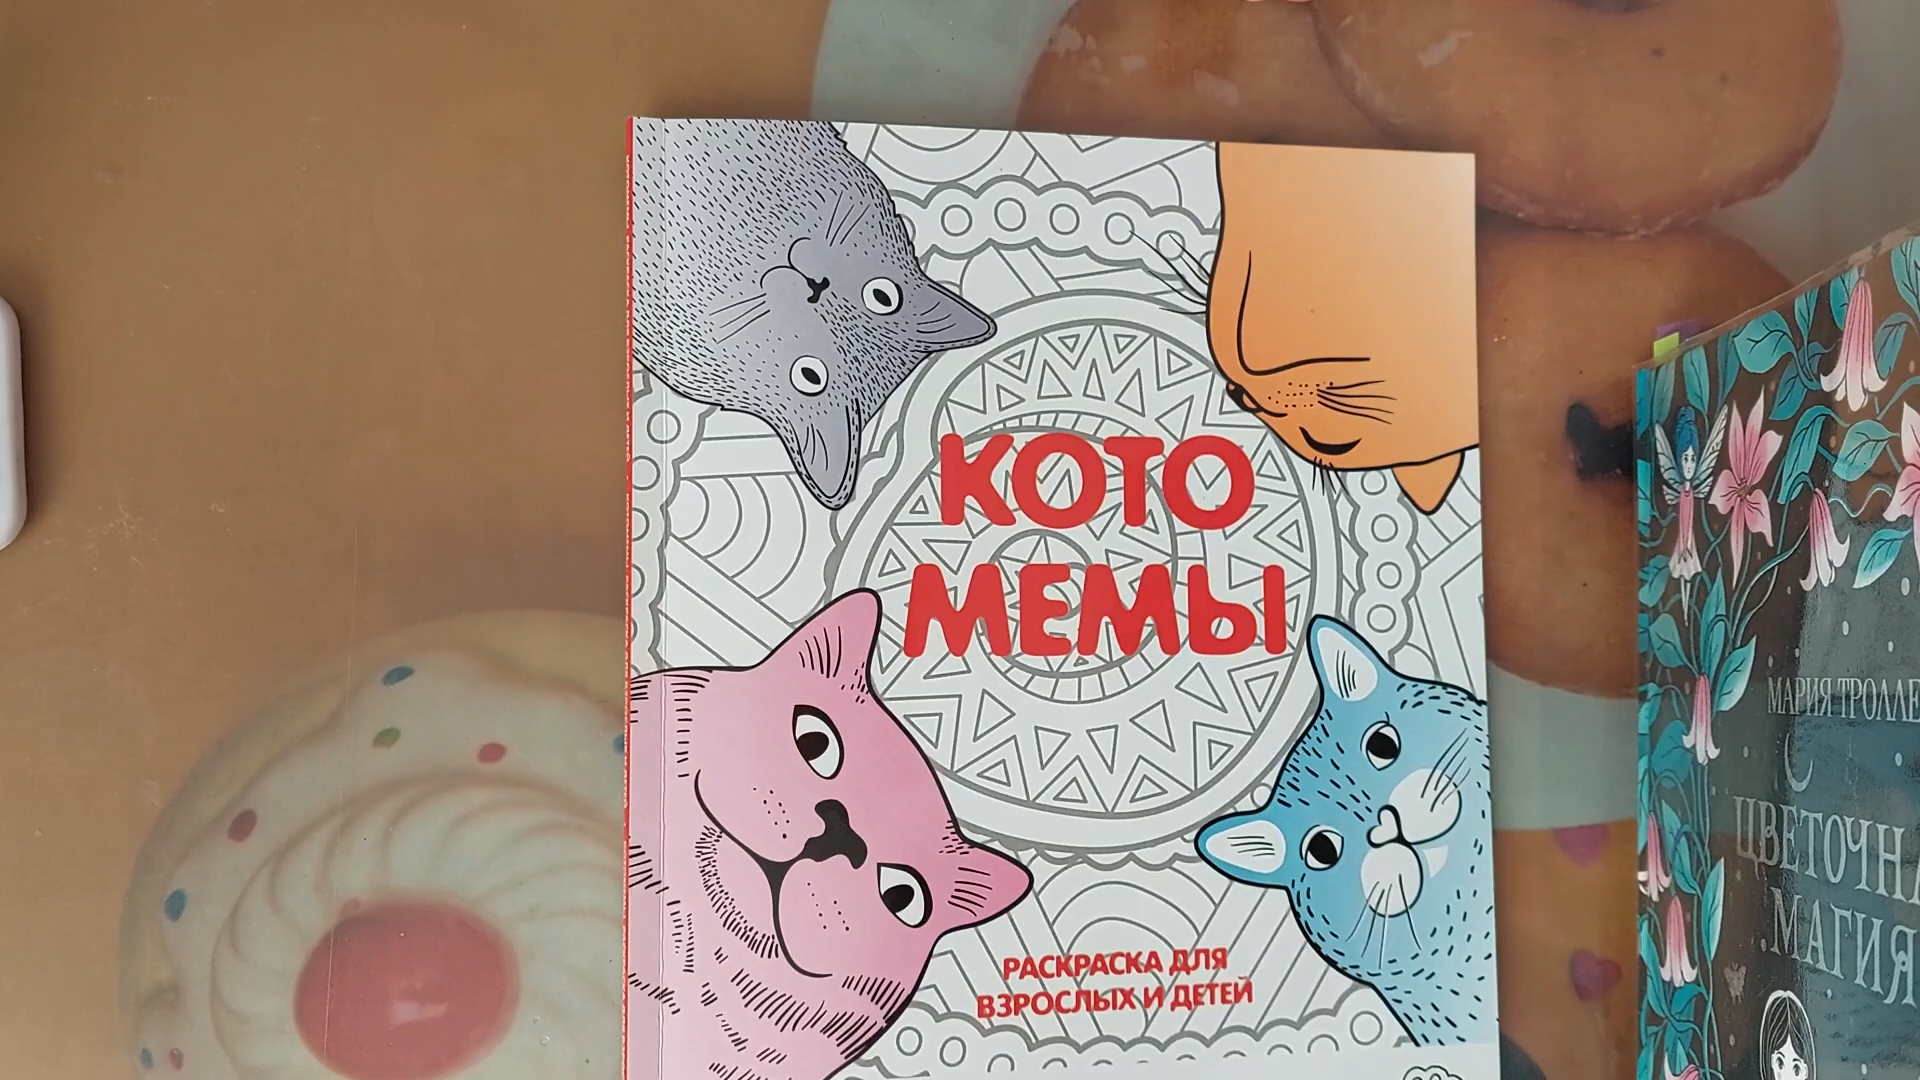 КОТО
МЕМЫ
РАСКРАСКА ДЛЯ
ВЗРОСЛЫХ И ДЕТЕЙ
МАРИЯ ТРОЛЛЕ
ЦВЕТОЧНА
МАГИЯ